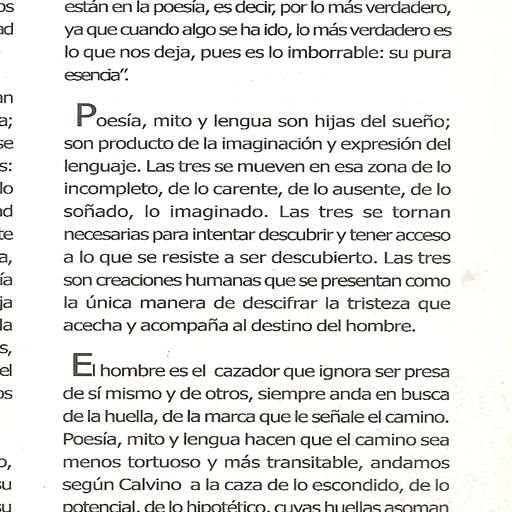 están en la poesía, es decir, por lo más verdadero,
ya que cuando algo se ha ido, lo más verdadero es
lo que nos deja, pues es lo imborrable: su pura
esencia”.
Poesía, mito y lengua son hijas del sueño;
son producto de la imaginación y expresión del
lenguaje. Las tres se mueven en esa zona de lo
incompleto, de lo carente, de lo ausente, de lo
soñado, lo imaginado. Las tres se tornan
necesarias para intentar descubrir y tener acceso
a lo que se resiste a ser descubierto. Las tres
son creaciones humanas que se presentan como
la única manera de descifrar la tristeza que
acecha y acompaña al destino del hombre.
El hombre es el cazador que ignora ser presa
de sí mismo y de otros, siempre anda en busca
de la huella, de la marca que le señale el camino.
Poesía, mito y lengua hacen que el camino sea
menos tortuoso y más transitable, andamos
según Calvino a la caza de lo escondido, de lo
potencial, de lo hipotético, cuyas huellas asoman